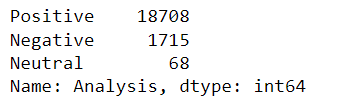 Positive    18708
Negative     1715
Neutral        68
Name: Analysis, dtype: int64